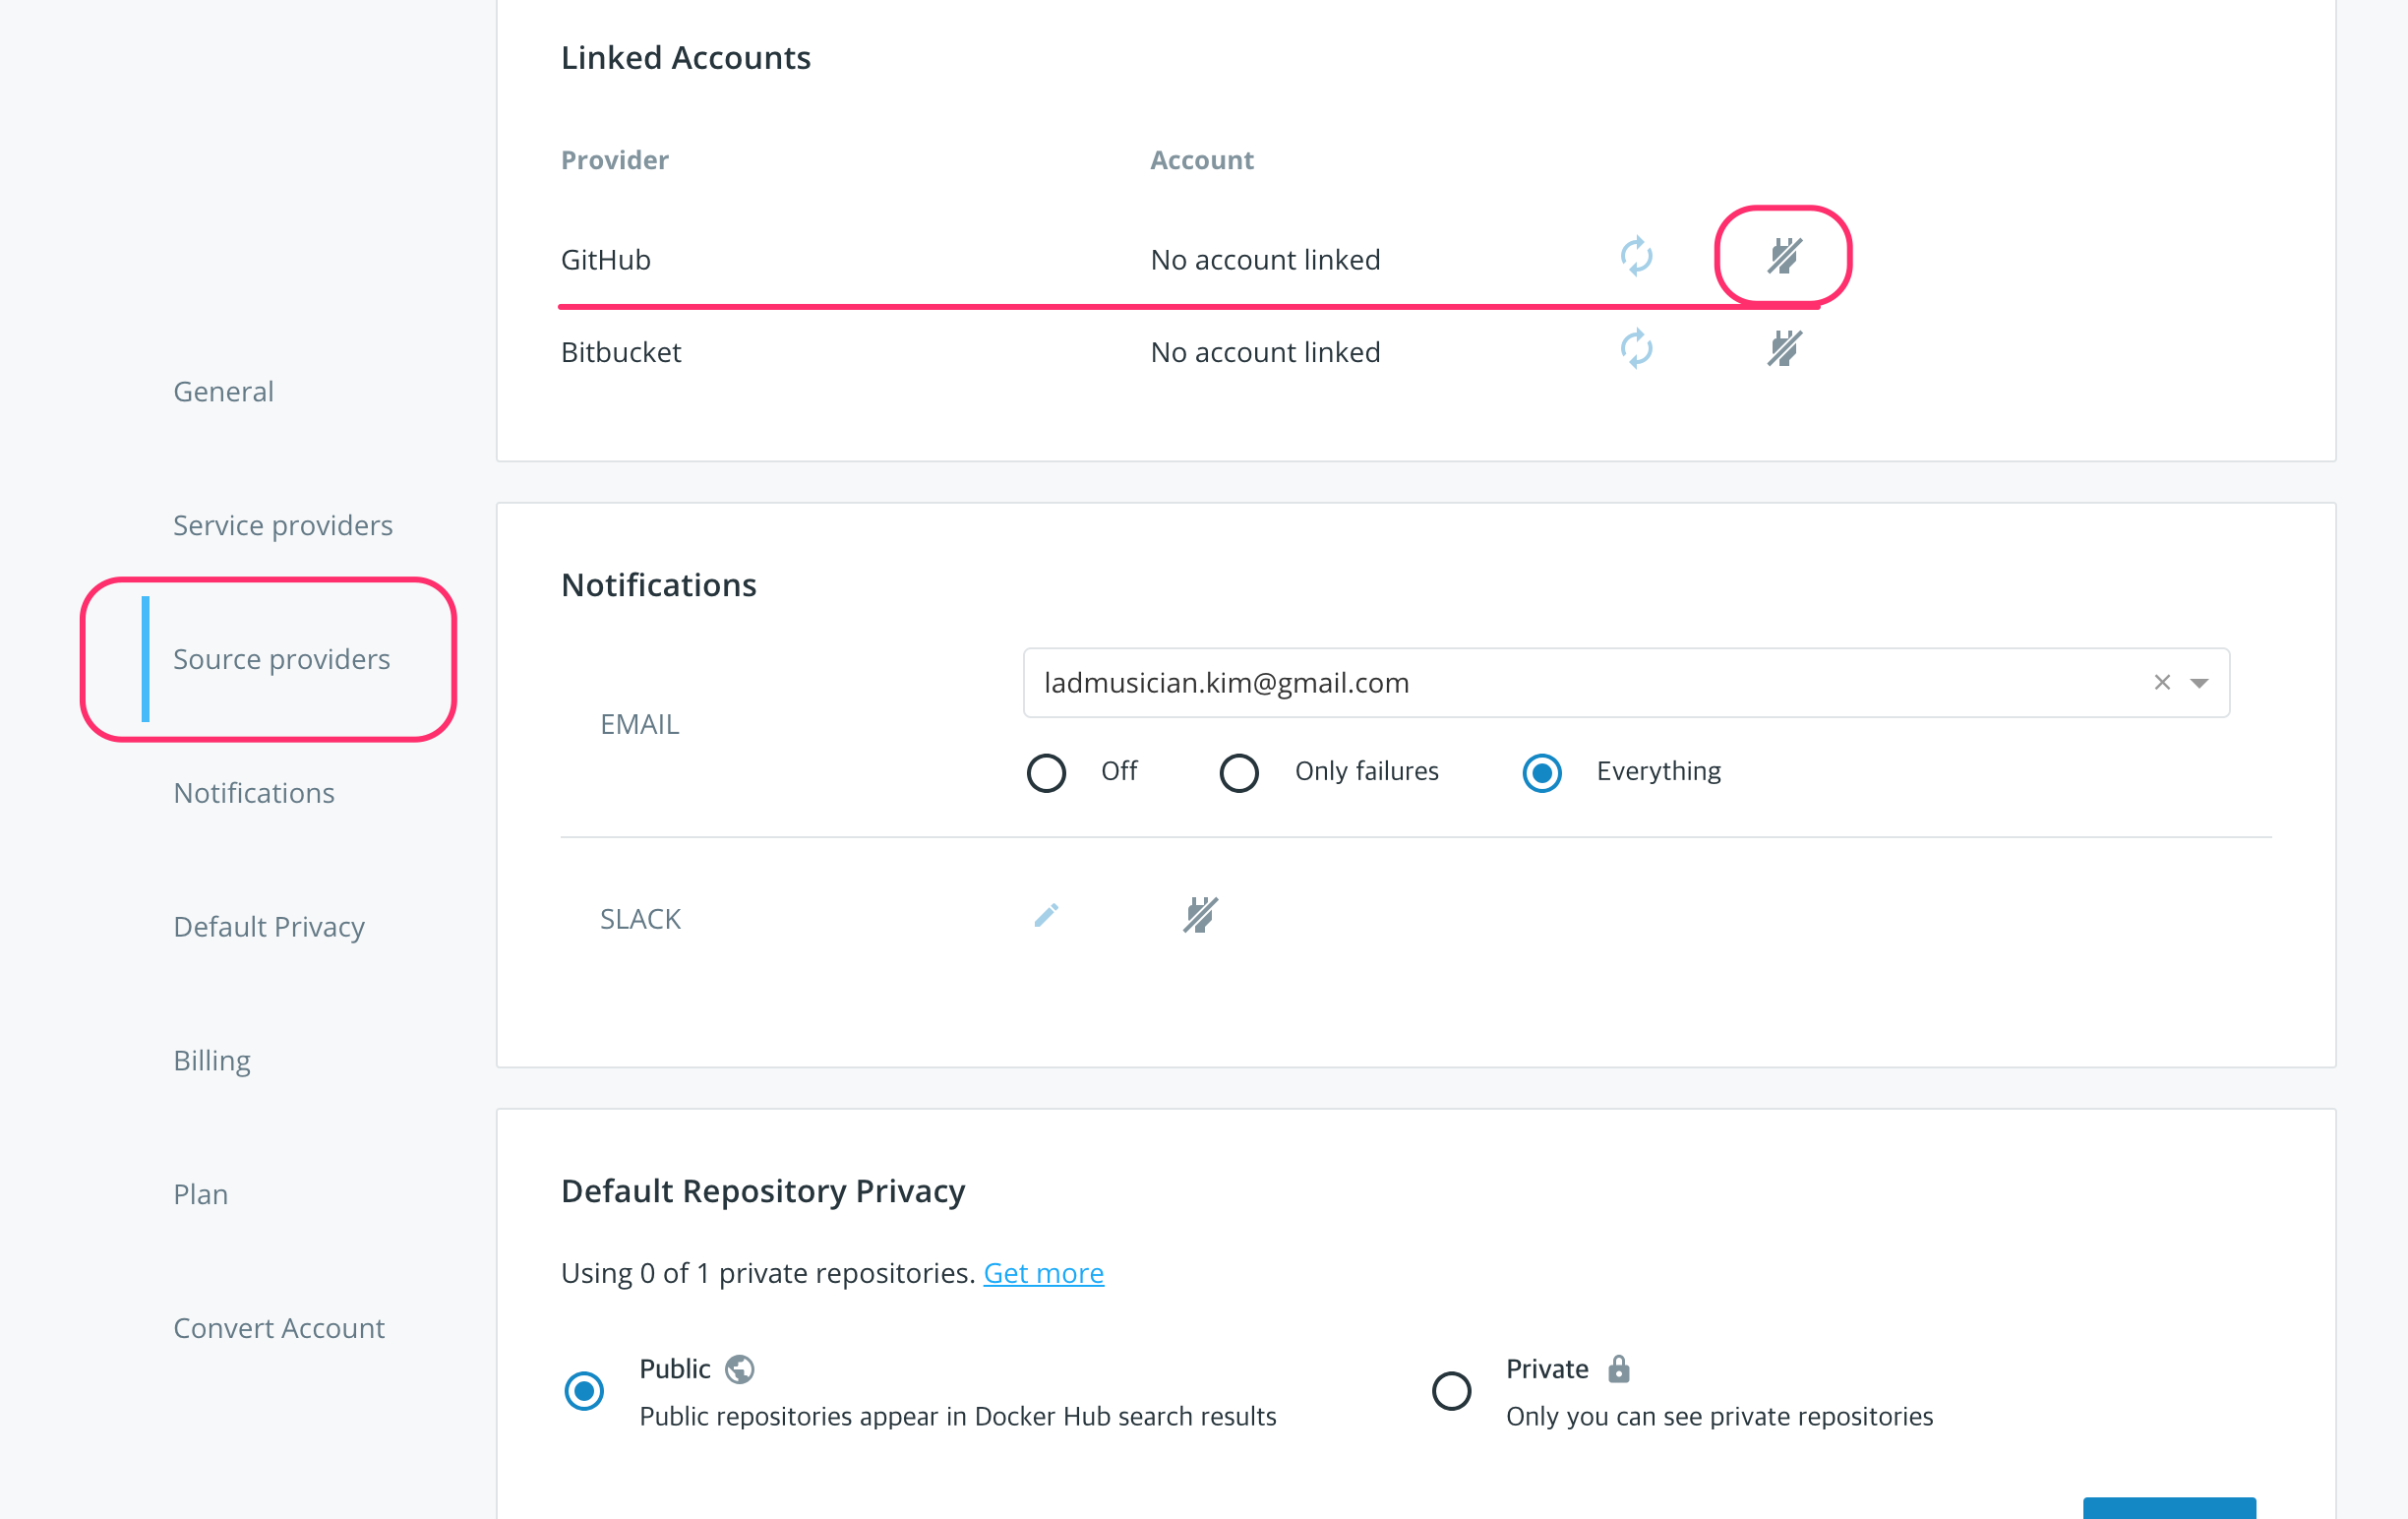 Linked Accounts
Provider Account
GitHub No account linked
Bitbucket No account linked
General
Service providers
Source providers
Notifications
Default Privacy
Billing
Plan
Convert Account
Notifications
EMAIL
ladmusician.kim@gmail.com
Off Only failures Everything
SLACK
Default Repository Privacy
Using 0 of 1 private repositories. Get more
Public
Public repositories appear in Docker Hub search results
Private
Only you can see private repositories